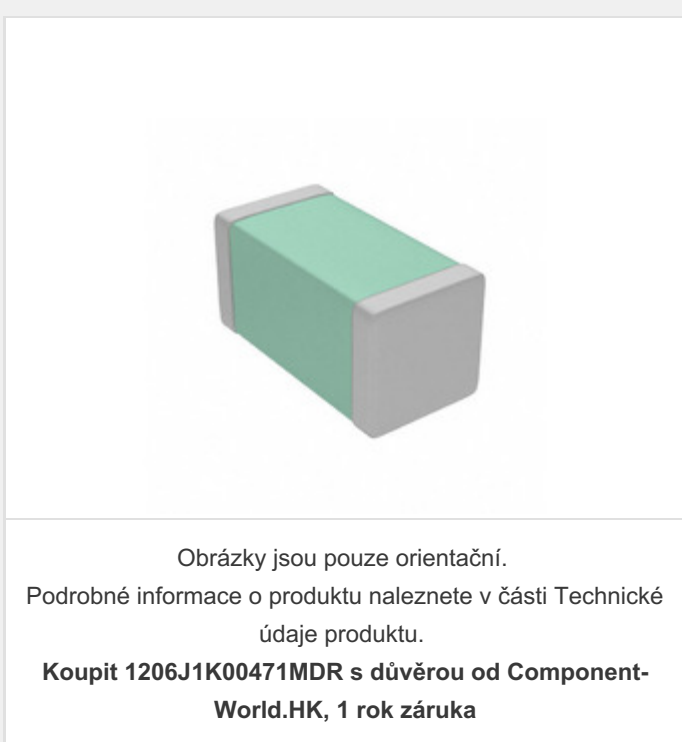 Obrázky jsou pouze orientační.
Podrobné informace o produktu naleznete v části Technické
údaje produktu.
Koupit 1206J1K00471MDR s důvěrou od Component-
World.HK, 1 rok záruka